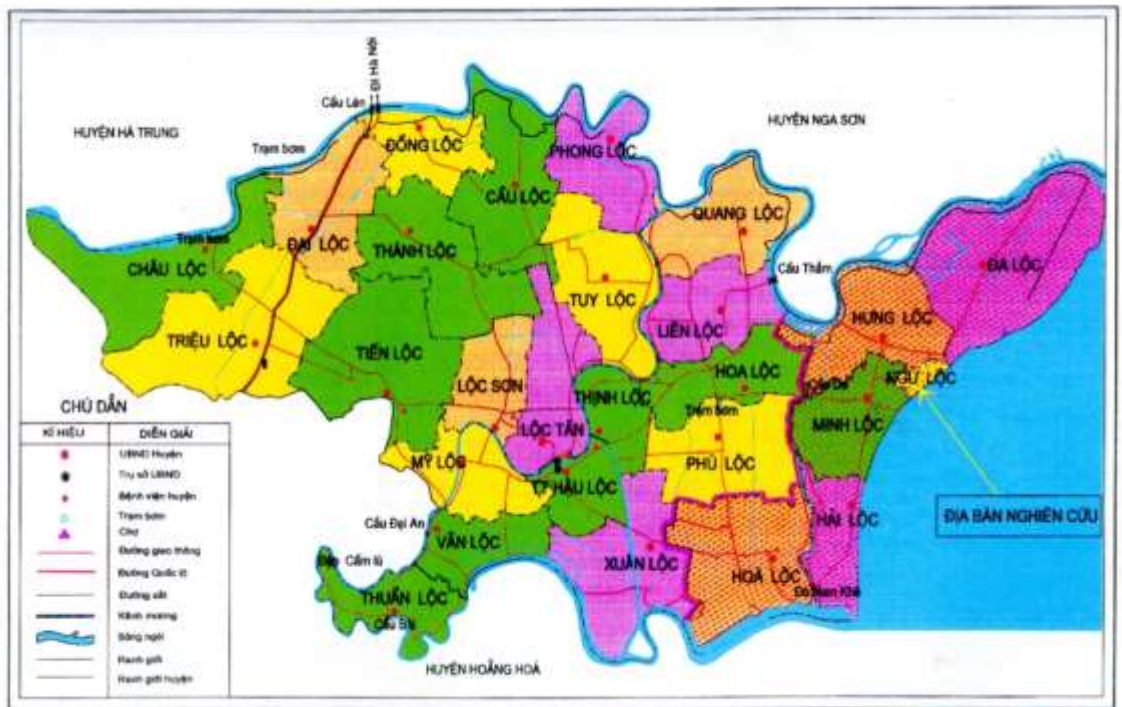 Đi Hà Nội
Cầu Lèn
HUYỆN HÀ TRUNG
HUYỆN NGA SƠN
Trạm bơm
ĐỒNG LỘC
PHONG LỘC
CẦU LỘC
QUANG LỘC
Trạm bơm
ĐẠI LỘC
THÀNH LỘC
CHÂU LỘC
Cầu Thắm
ĐA LỘC
TUY LỘC
LIÊN LỘC
HƯNG LỘC
TRIỆU LỘC
TIẾN LỘC
LỘC SƠN
THỊNH LỘC
HOA LỘC
NGƯ LỘC
Trạm bơm
MINH LỘC
LỘC TÂN
MỸ LỘC
PHÚ LỘC
TT HẬU LỘC
HẢI LỘC
ĐỊA BÀN NGHIÊN CỨU
Cầu Đại An
VĂN LỘC
XUÂN LỘC
HOÀ LỘC
THUẦN LỘC
HUYỆN HOẰNG HOÁ
CHÚ DẪN
KÍ HIỆU
DIỄN GIẢI
UBND Huyện
Trụ sở UBND
Bệnh viện huyện
Trạm bơm
Chợ
Đường giao thông
Đường Quốc lộ
Đường sắt
Kênh mương
Sông ngòi
Ranh giới
Ranh giới huyện